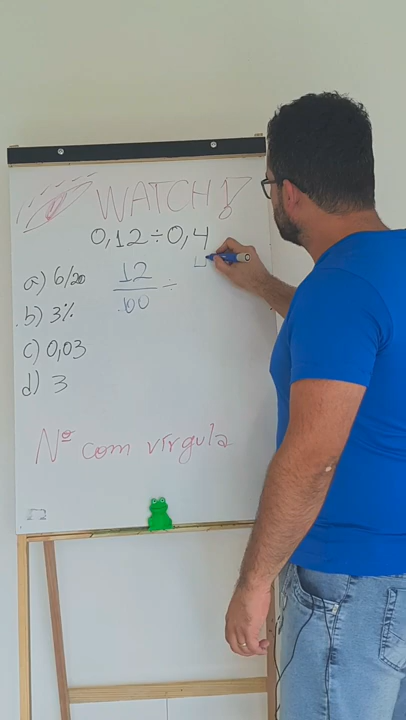 WATCH!
0,12÷0,4
12/100 ÷
a) 6/20
b) 3%
c) 0,03
d) 3
Nº com vírgula